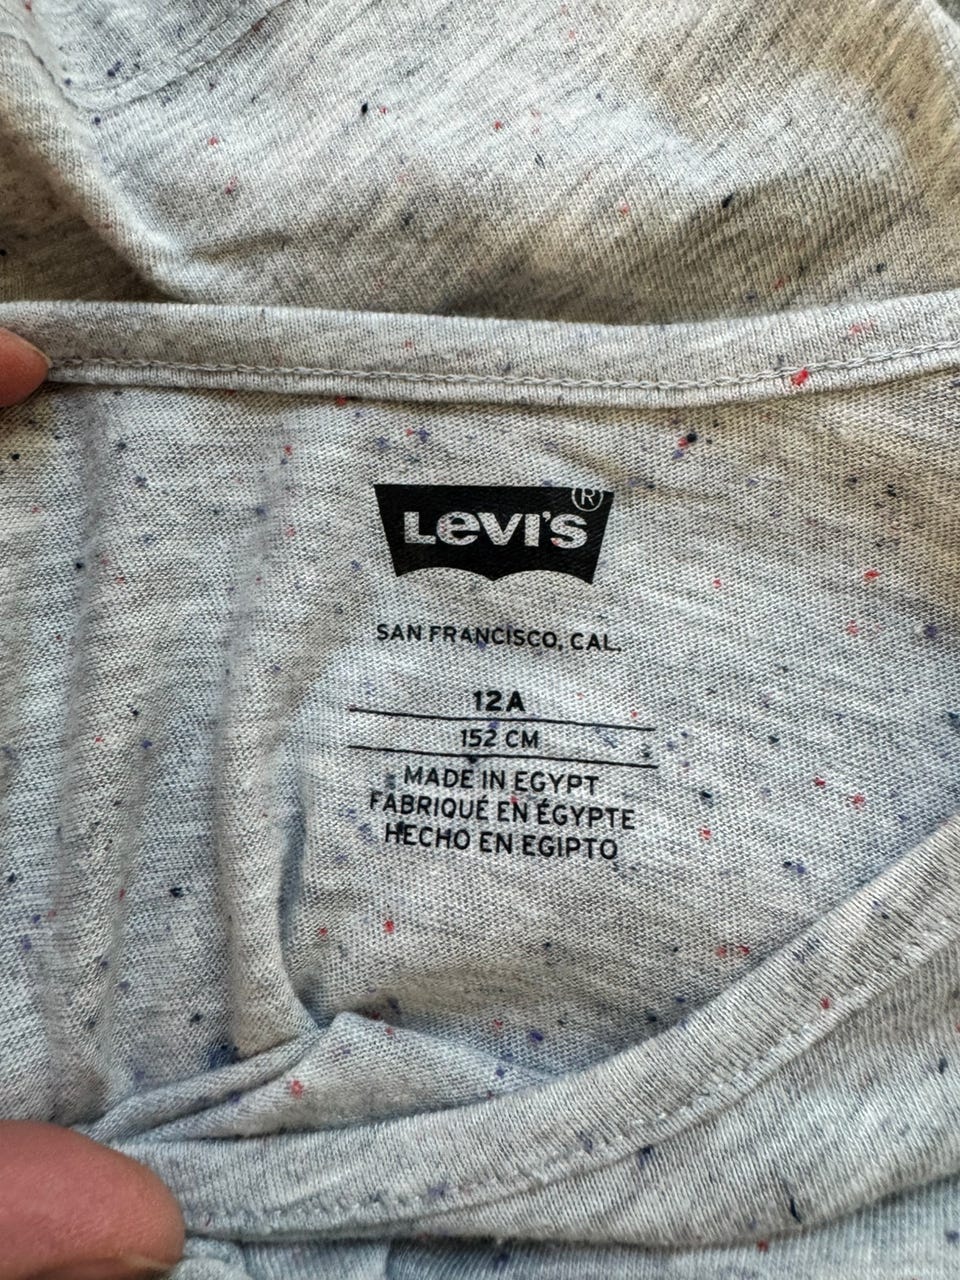 LEVI'S®
SAN FRANCISCO, CAL.
12A
152 CM
MADE IN EGYPT
FABRIQUÉ EN ÉGYPTE
HECHO EN EGIPTO